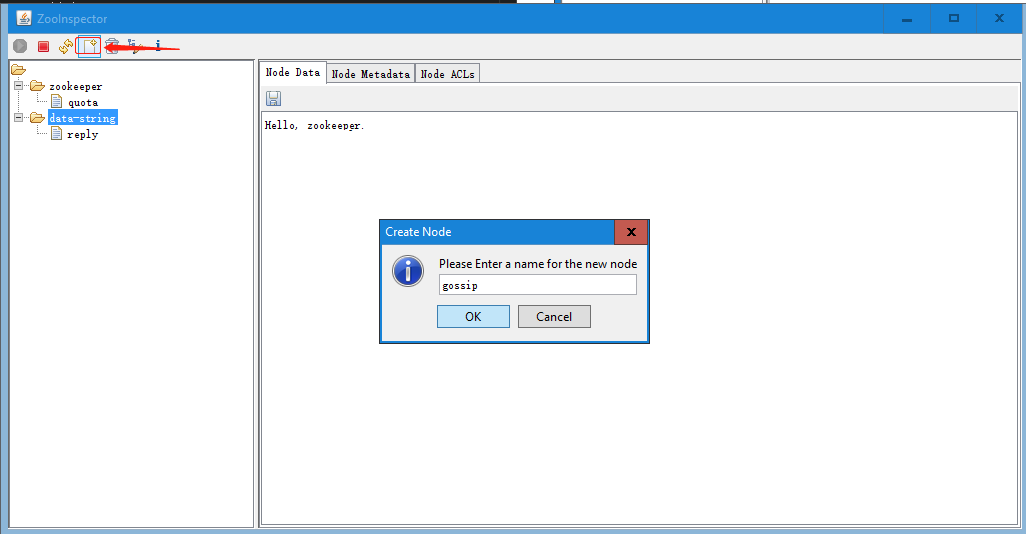 ZooInspector
zookeeper
quota
data-string
reply
Node Data
Node Metadata
Node ACLs
Hello, zookeeper.
Create Node
X
Please Enter a name for the new node
gossip
OK
Cancel